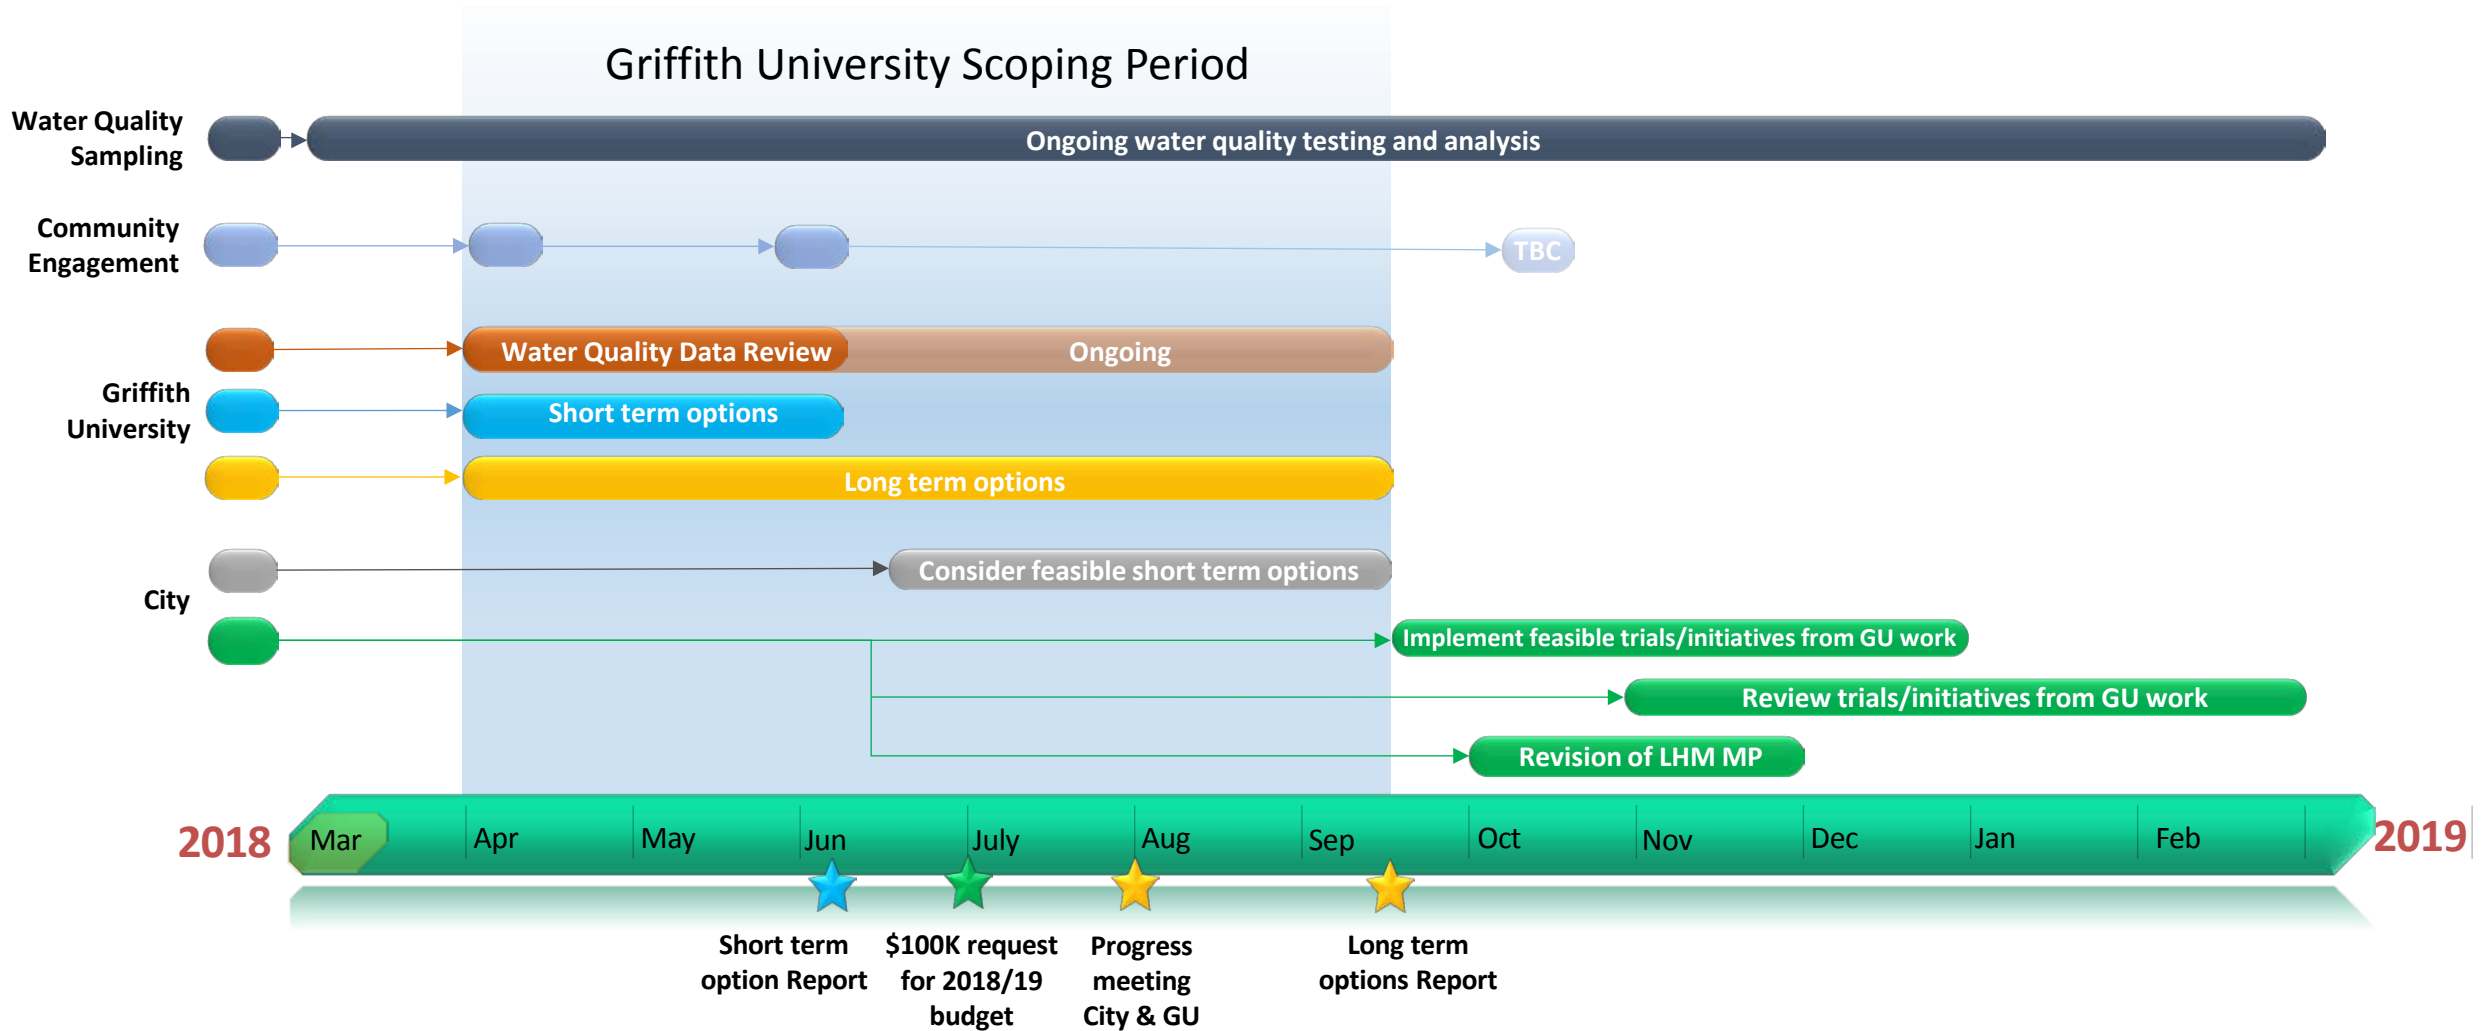 Griffith University Scoping Period
Water Quality
Sampling
Ongoing water quality testing and analysis
Community
Engagement
TBC
Water Quality Data Review
Ongoing
Griffith
University
Short term options
Long term options
Consider feasible short term options
City
Implement feasible trials/initiatives from GU work
Review trials/initiatives from GU work
Revision of LHM MP
2018
Mar
Apr
May
Jun
July
Aug
Sep
Oct
Nov
Dec
Jan
Feb
2019
Short term
option Report
$100K request
for 2018/19
budget
Progress
meeting
City & GU
Long term
options Report